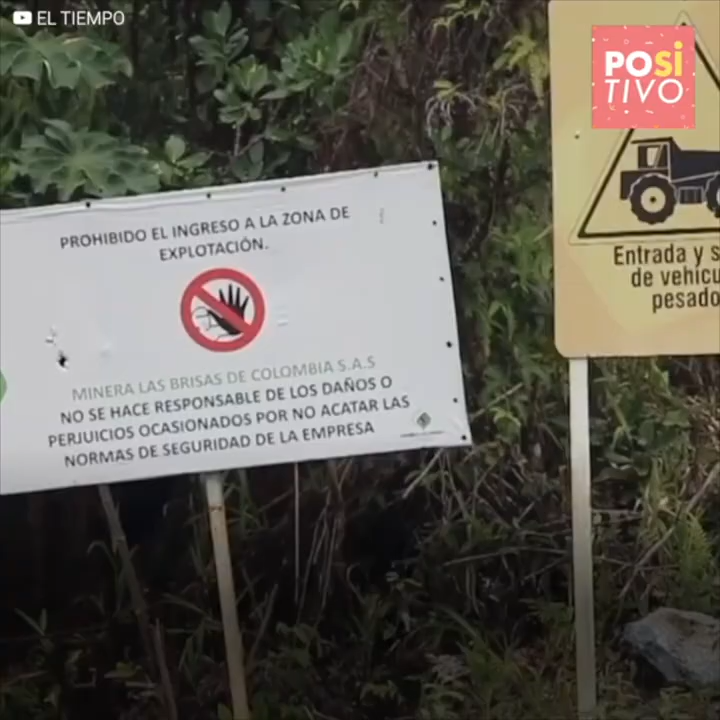 EL TIEMPO
POSİ
TIVO
PROHIBIDO EL INGRESO A LA ZONA DE
EXPLOTACIÓN.
MINERA LAS BRISAS DE COLOMBIA S.A.S
NO SE HACE RESPONSABLE DE LOS DAÑOS O
PERJUICIOS OCASIONADOS POR NO ACATAR LAS
NORMAS DE SEGURIDAD DE LA EMPRESA
Entrada y s
de vehícu
pesado